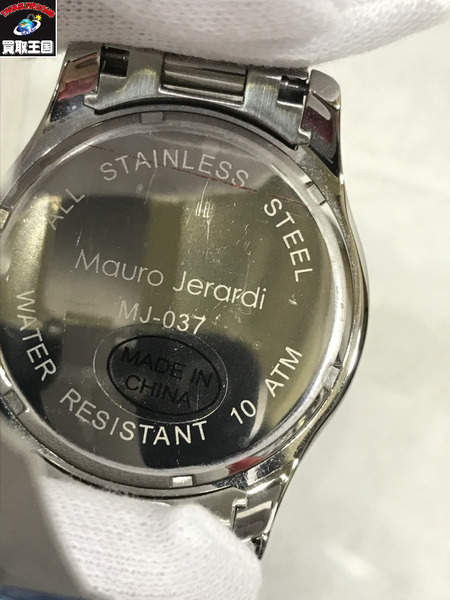 買取王国
ALL STAINLESS STEEL
Mauro Jerardi
MJ-037
MADE IN
CHINA
WATER RESISTANT 10 ATM